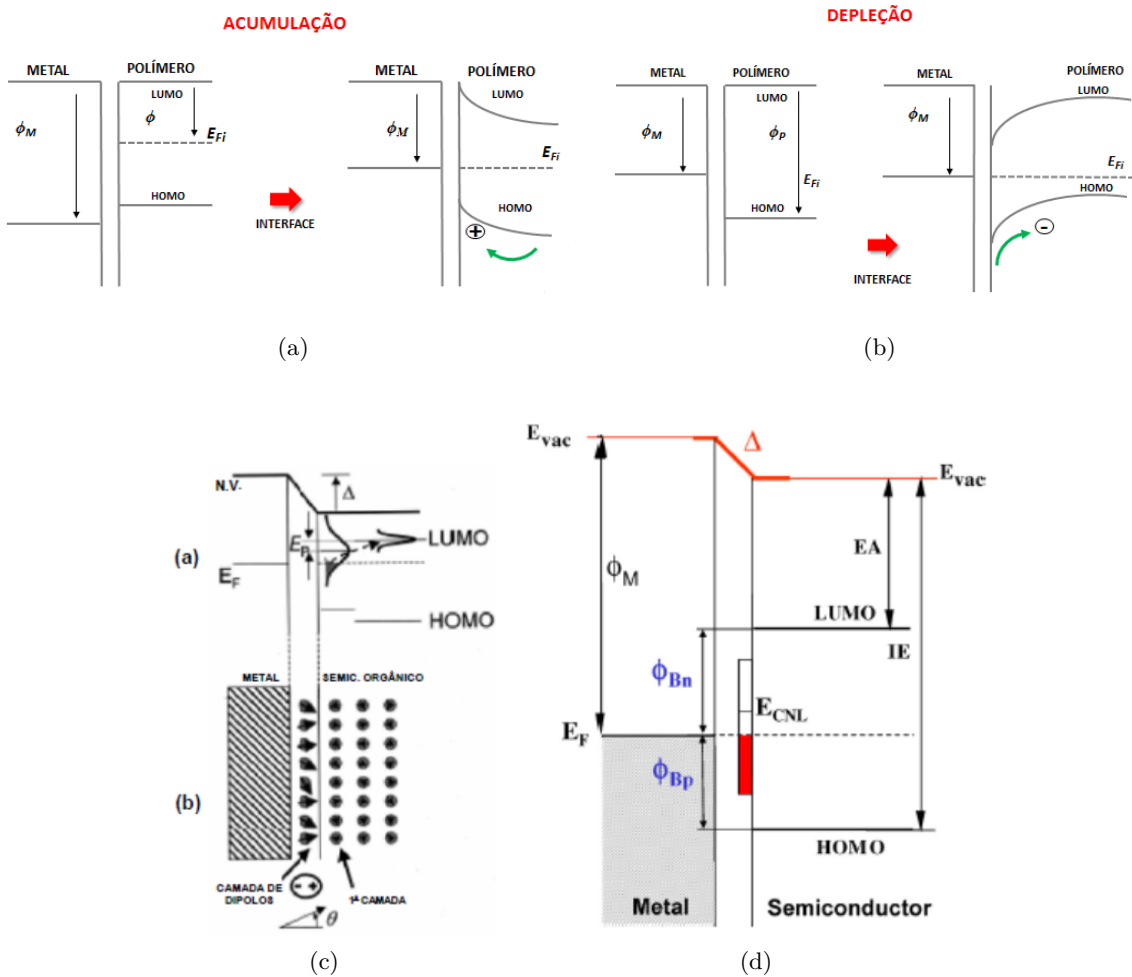 ACUMULAÇÃO
METAL
POLÍMERO
LUMO
ϕM
ϕ
EFi
HOMO
INTERFACE
METAL
POLÍMERO
LUMO
ϕM
EFi
HOMO
+
(a)
DEPLEÇÃO
METAL
POLÍMERO
LUMO
ϕM
ϕP
EFi
HOMO
INTERFACE
METAL
POLÍMERO
LUMO
ϕM
EFi
HOMO
-
(b)
N.V.
Δ
(a)
EP
LUMO
EF
HOMO
METAL
SEMIC. ORGÂNICO
(b)
CAMADA DE
DIPOLOS
- +
1ª CAMADA
θ
(c)
Evac
Δ
Evac
EA
ϕM
LUMO
IE
ϕBn
ECNL
EF
ϕBp
HOMO
Metal
Semiconductor
(d)